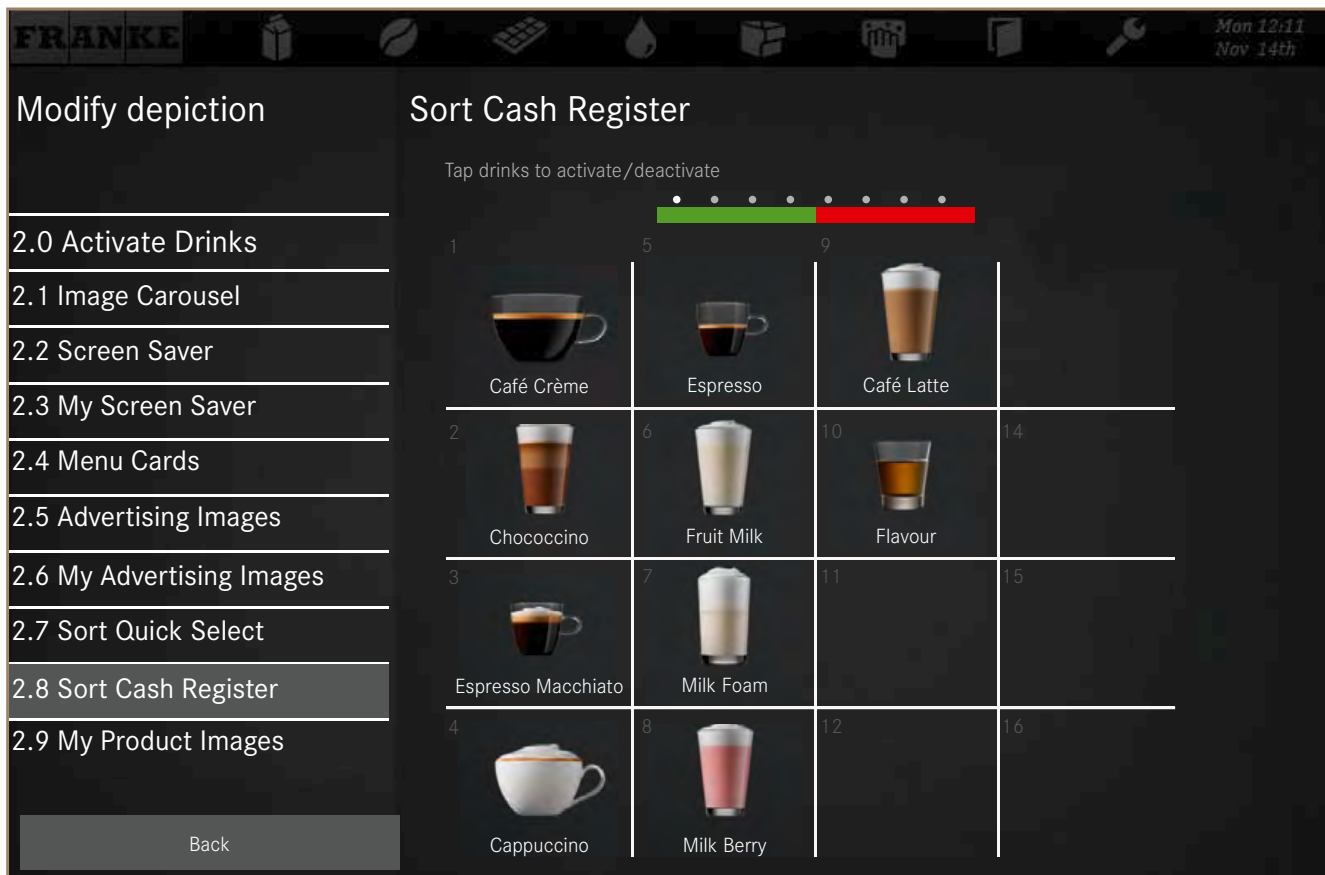 FRANKE
Mon 12:11
Nov 14th
Modify depiction
2.0 Activate Drinks
2.1 Image Carousel
2.2 Screen Saver
2.3 My Screen Saver
2.4 Menu Cards
2.5 Advertising Images
2.6 My Advertising Images
2.7 Sort Quick Select
2.8 Sort Cash Register
2.9 My Product Images
Back
Sort Cash Register
Tap drinks to activate/deactivate
1 5 9
Café Crème Espresso Café Latte
2 6 10 14
Chococcino Fruit Milk Flavour
3 7 11 15
Espresso Macchiato Milk Foam
4 8 12 16
Cappuccino Milk Berry